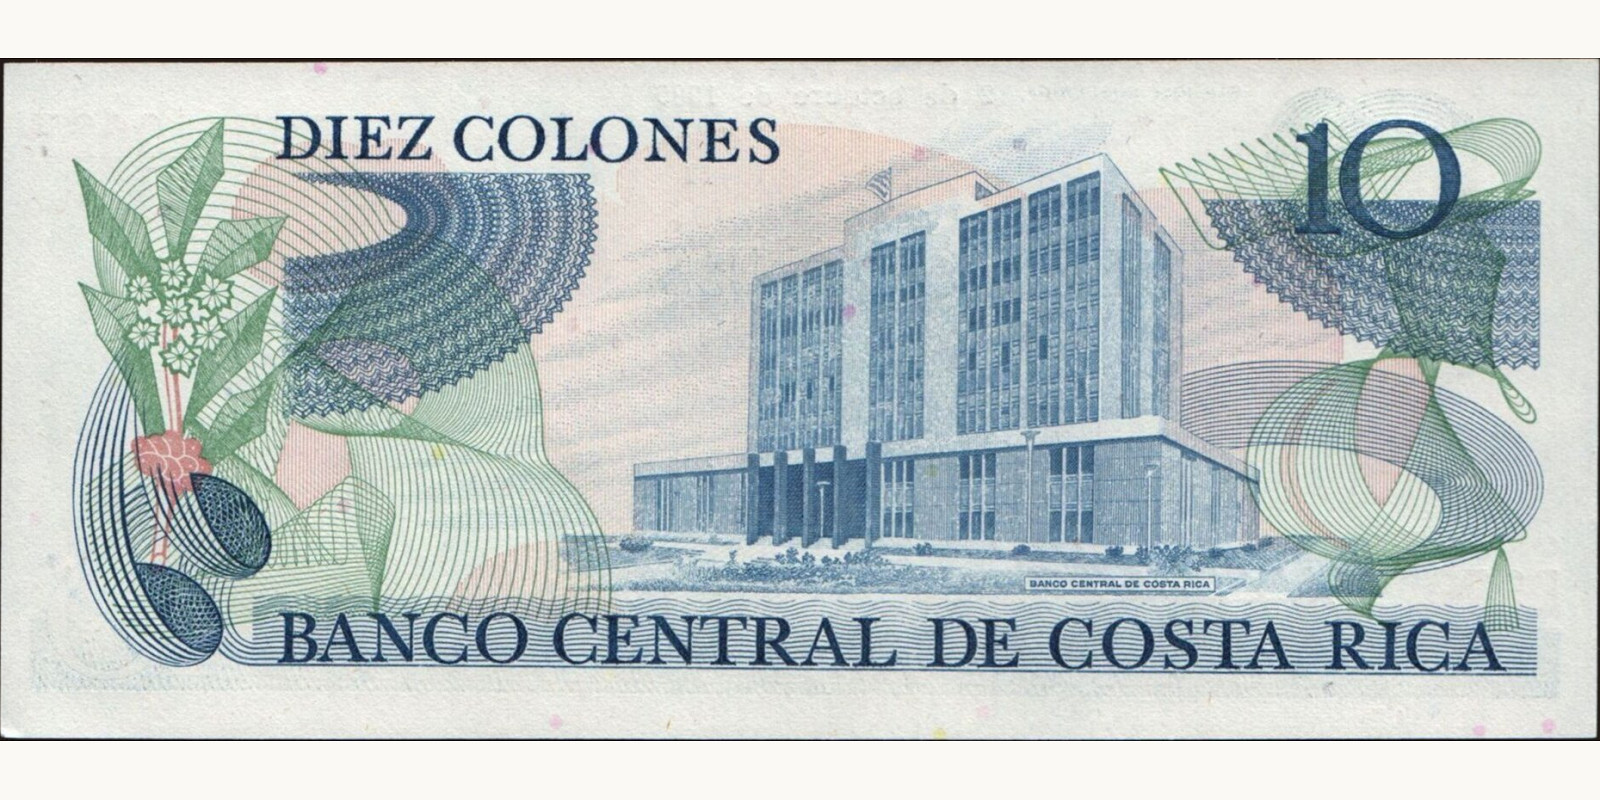 DIEZ COLONES
10
BANCO CENTRAL DE COSTA RICA
BANCO CENTRAL DE COSTA RICA